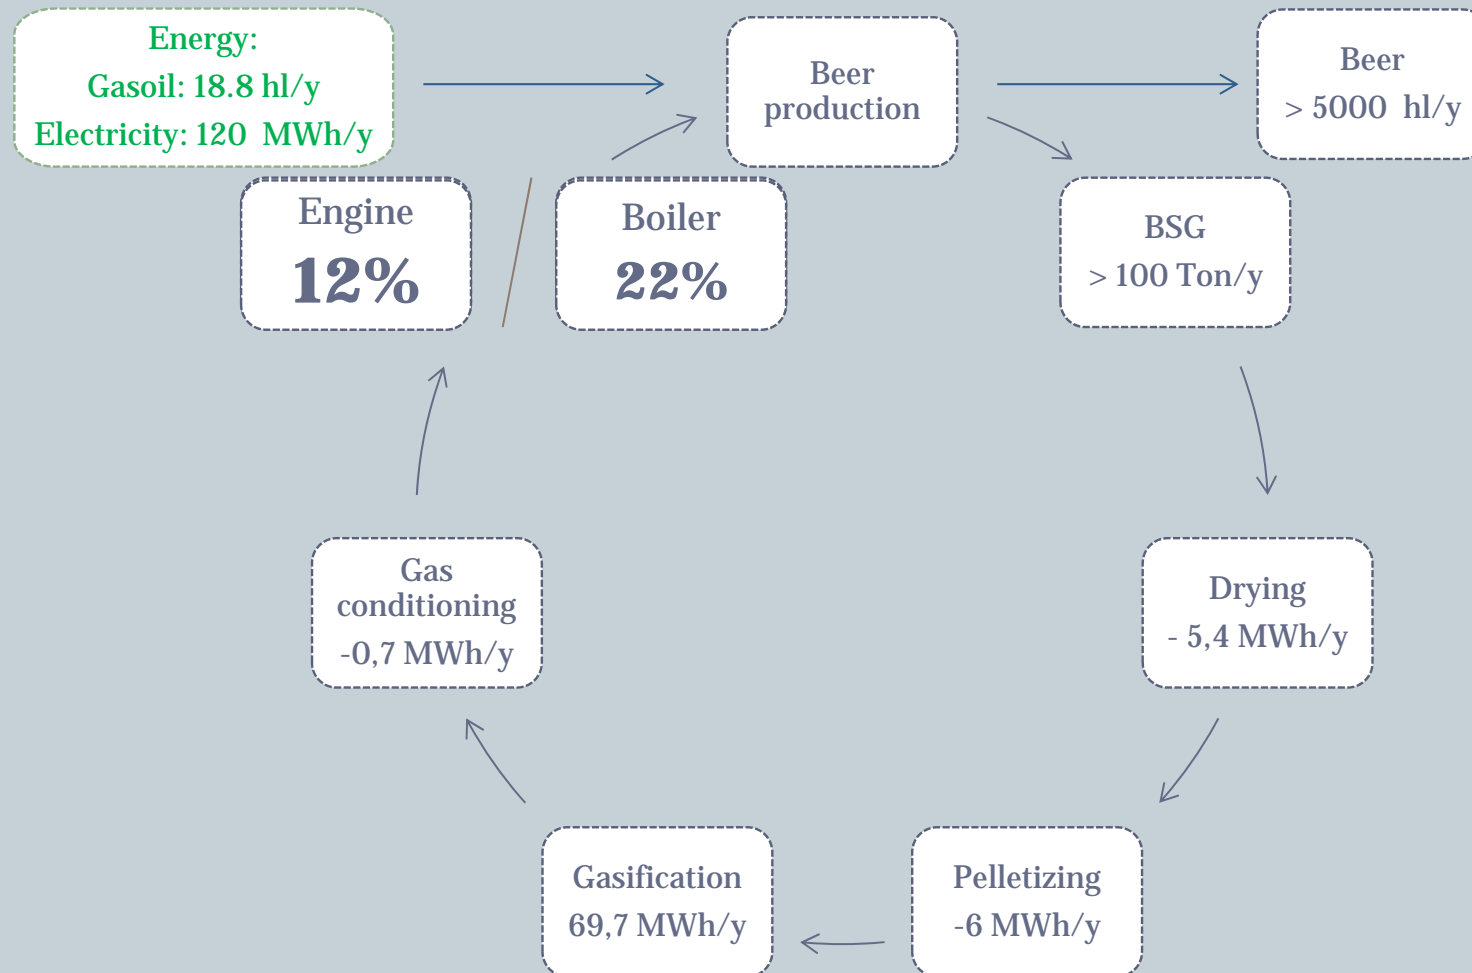 Energy:
Gasoil: 18.8 hl/y
Electricity: 120 MWh/y
Beer
production
Beer
> 5000 hl/y
Engine
12%
Boiler
22%
BSG
> 100 Ton/y
Gas
conditioning
-0,7 MWh/y
Drying
- 5,4 MWh/y
Gasification
69,7 MWh/y
Pelletizing
-6 MWh/y